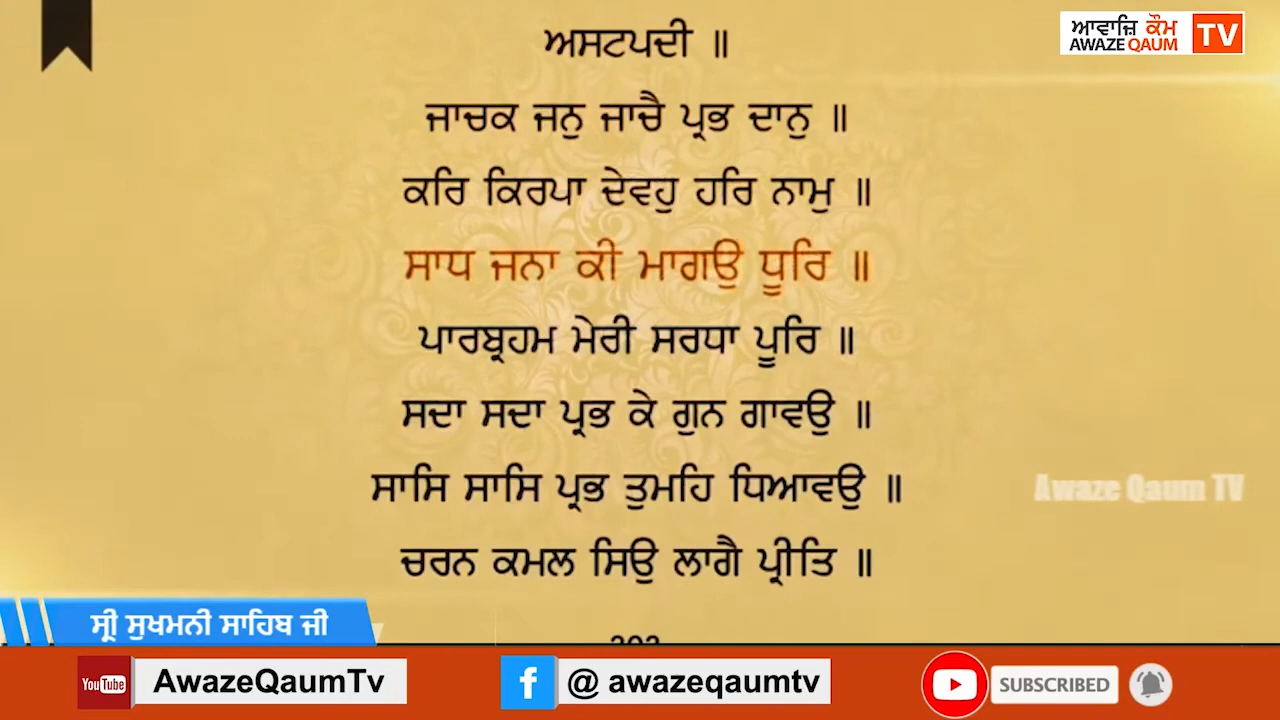 ਆਵਾਜ਼ਿ ਕੌਮ
AWAZE QAUM TV
ਅਸਟਪਦੀ ॥
ਜਾਚਕ ਜਨੁ ਜਾਚੈ ਪ੍ਰਭ ਦਾਨੁ ॥
ਕਰਿ ਕਿਰਪਾ ਦੇਵਹੁ ਹਰਿ ਨਾਮੁ ॥
ਸਾਧ ਜਨਾ ਕੀ ਮਾਗਉ ਧੂਰਿ ॥
ਪਾਰਬ੍ਰਹਮ ਮੇਰੀ ਸਰਧਾ ਪੂਰਿ ॥
ਸਦਾ ਸਦਾ ਪ੍ਰਭ ਕੇ ਗੁਨ ਗਾਵਉ ॥
ਸਾਸਿ ਸਾਸਿ ਪ੍ਰਭ ਤੁਮਹਿ ਧਿਆਵਉ ॥
Awaze Qaum TV
ਚਰਨ ਕਮਲ ਸਿਉ ਲਾਗੈ ਪ੍ਰੀਤਿ ॥
ਸ੍ਰੀ ਸੁਖਮਨੀ ਸਾਹਿਬ ਜੀ
YouTube AwazeQaumTv
f @ awazeqaumtv
SUBSCRIBED